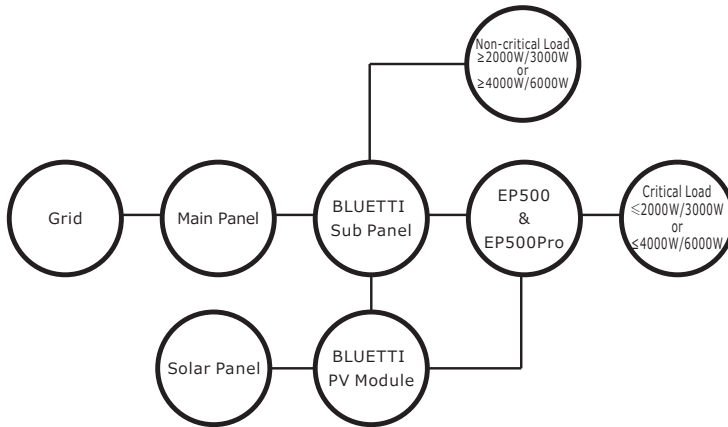 Non-critical Load
≥2000W/3000W
or
≥4000W/6000W
Grid
Main Panel
BLUETTI
Sub Panel
EP500
&
EP500Pro
Critical Load
≤2000W/3000W
or
≤4000W/6000W
Solar Panel
BLUETTI
PV Module